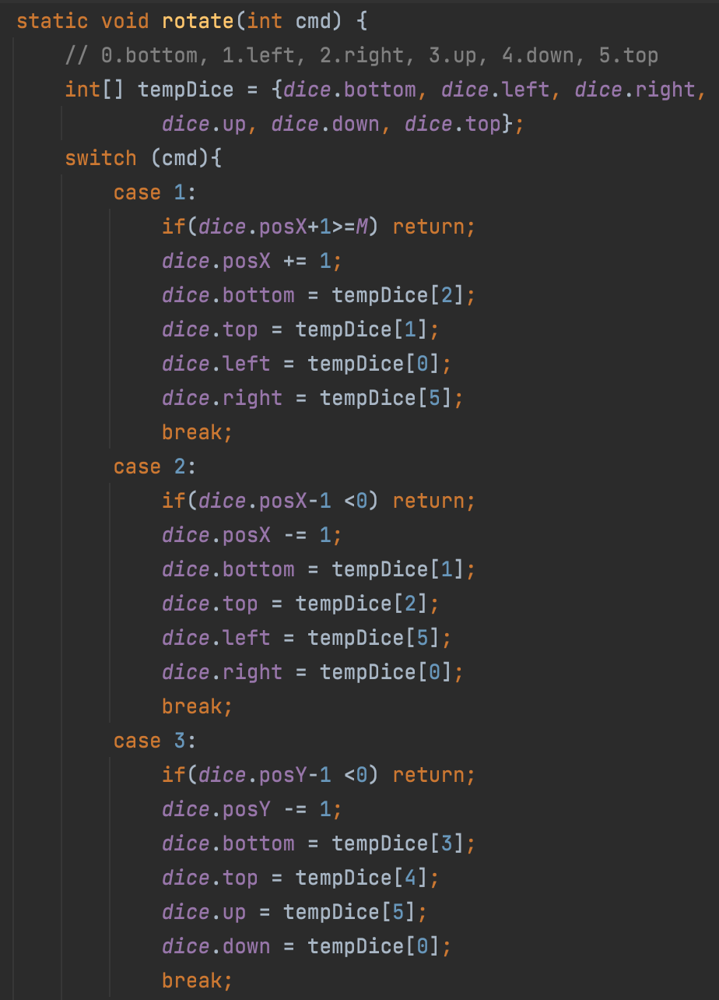 static void rotate(int cmd) {
// 0.bottom, 1.left, 2.right, 3.up, 4.down, 5.top
int[] tempDice = {dice.bottom, dice.left, dice.right,
dice.up, dice.down, dice.top};
switch (cmd){
case 1:
if(dice.posX+1>=M) return;
dice.posX += 1;
dice.bottom = tempDice[2];
dice.top = tempDice[1];
dice.left = tempDice[0];
dice.right = tempDice[5];
break;
case 2:
if(dice.posX-1 <0) return;
dice.posX -= 1;
dice.bottom = tempDice[1];
dice.top = tempDice[2];
dice.left = tempDice[5];
dice.right = tempDice[0];
break;
case 3:
if(dice.posY-1 <0) return;
dice.posY -= 1;
dice.bottom = tempDice[3];
dice.top = tempDice[4];
dice.up = tempDice[5];
dice.down = tempDice[0];
break;